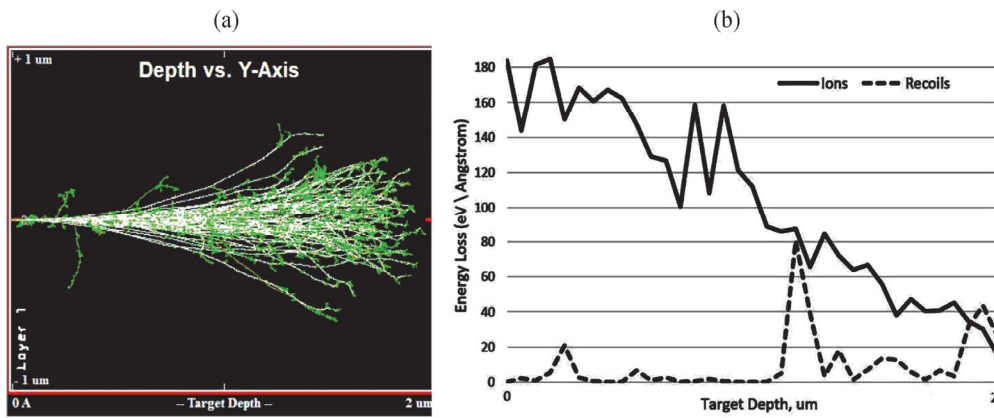 (a)
(b)
+ 1 um
Depth vs. Y-Axis
Layer 1
- 1 um
0 A
-- Target Depth --
2 um
Energy Loss (eV \ Angstrom)
180
160
140
120
100
80
60
40
20
0
Ions
Recoils
0
Target Depth, um
2